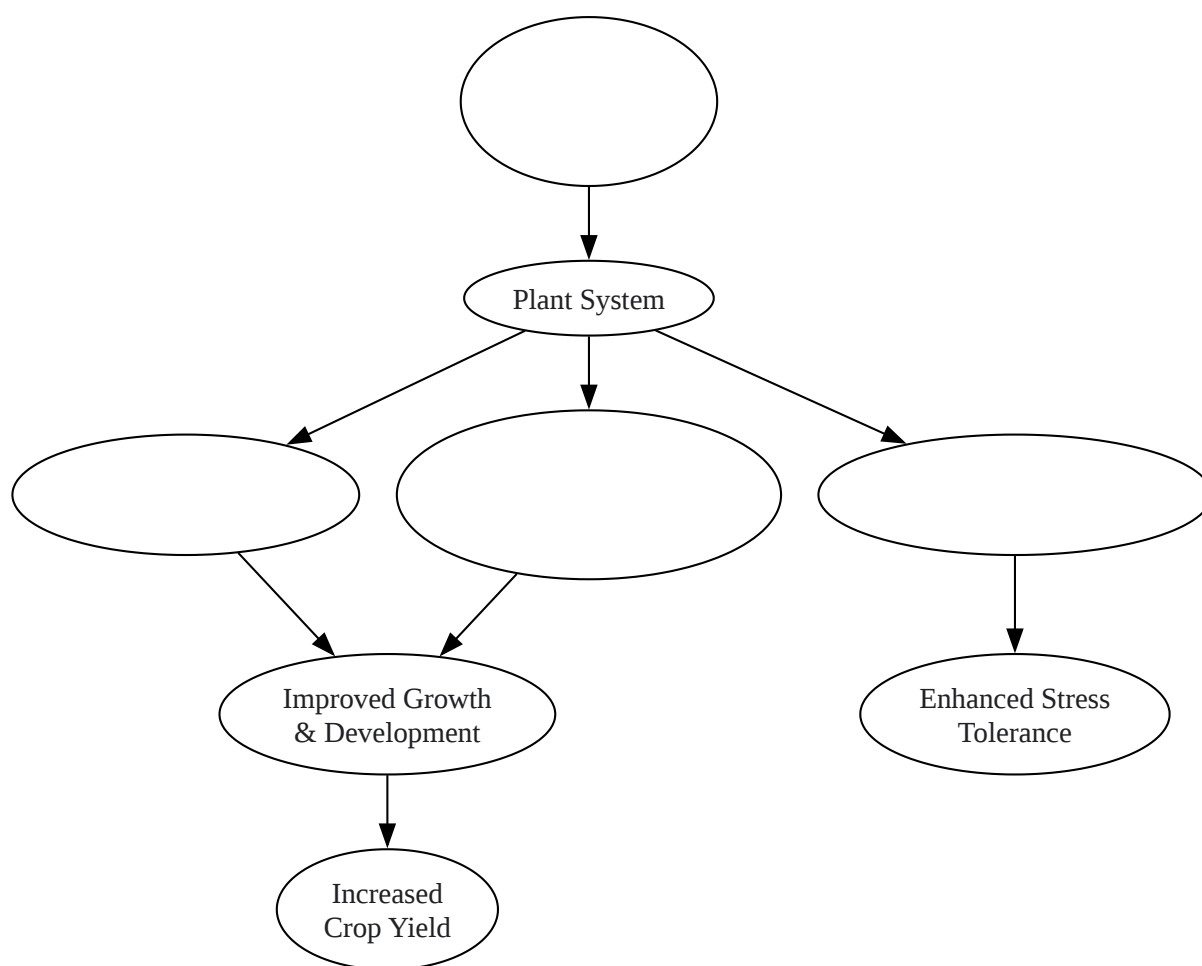 Plant System
Improved Growth
& Development
Enhanced Stress
Tolerance
Increased
Crop Yield